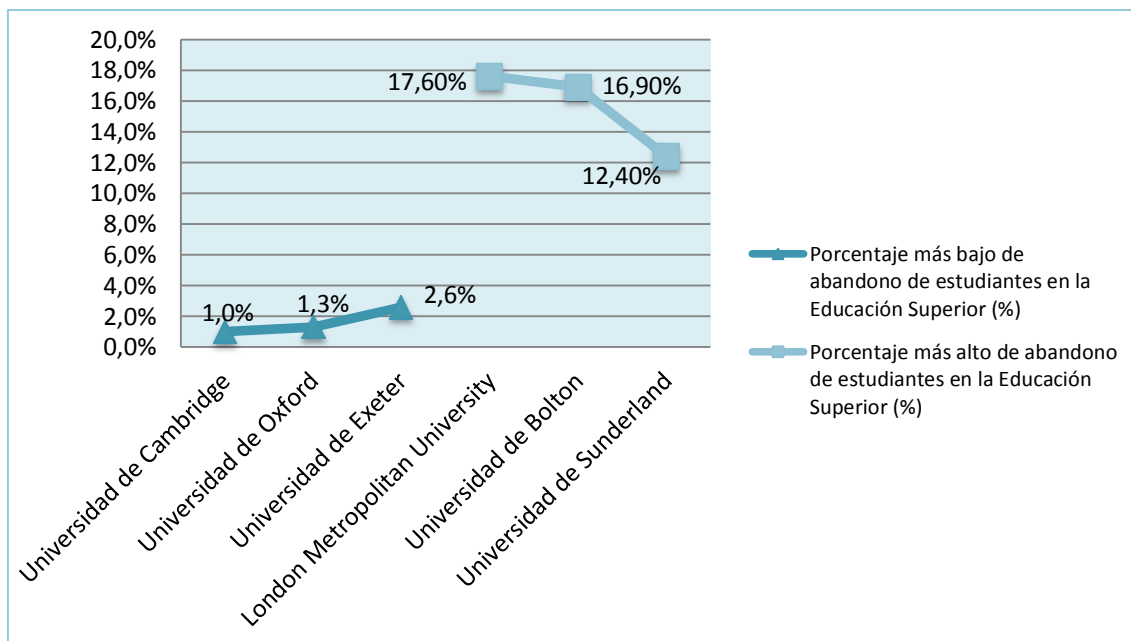 20,0%
18,0%
16,0%
14,0%
12,0%
10,0%
8,0%
6,0%
4,0%
2,0%
0,0%
17,60%
16,90%
12,40%
1,0%
1,3%
2,6%
Universidad de Cambridge
Universidad de Oxford
Universidad de Exeter
London Metropolitan University
Universidad de Bolton
Universidad de Sunderland
Porcentaje más bajo de
abandono de estudiantes en la
Educación Superior (%)
Porcentaje más alto de abandono
de estudiantes en la Educación
Superior (%)